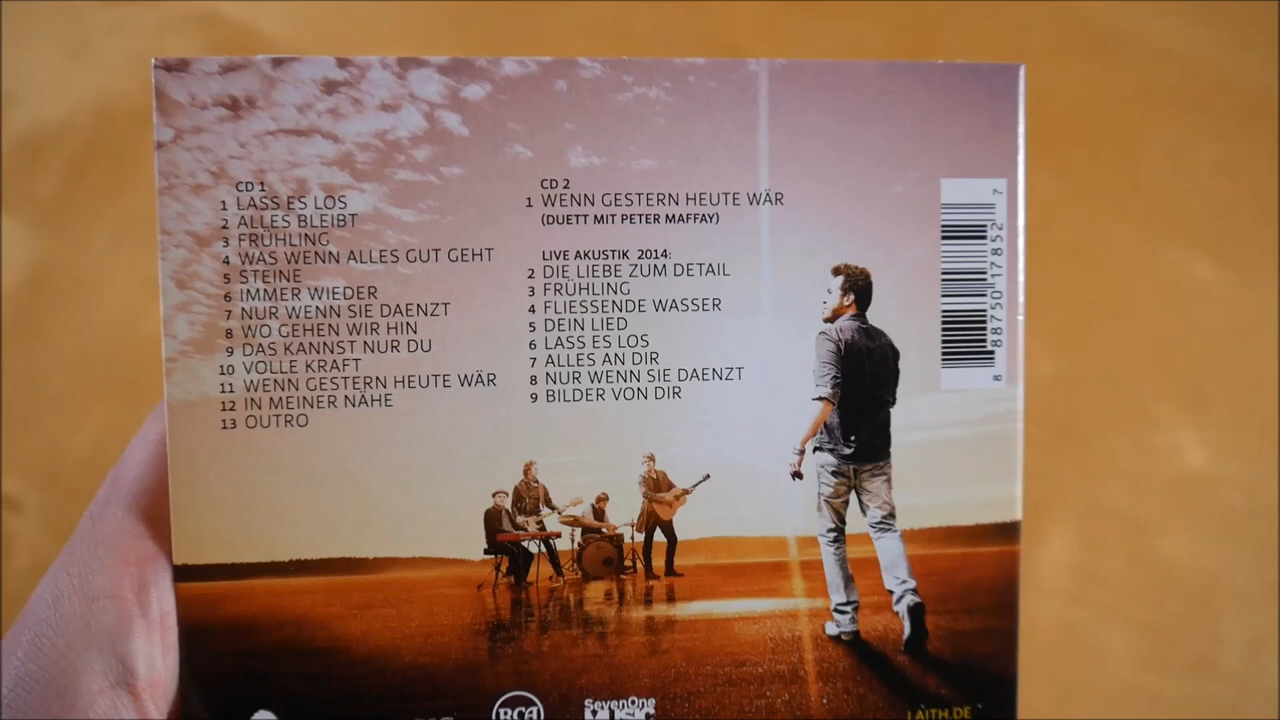 CD 1
1 LASS ES LOS
2 ALLES BLEIBT
3 FRÜHLING
4 WAS WENN ALLES GUT GEHT
5 STEINE
6 IMMER WIEDER
7 NUR WENN SIE DAENZT
8 WO GEHEN WIR HIN
9 DAS KANNST NUR DU
10 VOLLE KRAFT
11 WENN GESTERN HEUTE WÄR
12 IN MEINER NÄHE
13 OUTRO
CD 2
1 WENN GESTERN HEUTE WÄR
(DUETT MIT PETER MAFFAY)
LIVE AKUSTIK 2014:
2 DIE LIEBE ZUM DETAIL
3 FRÜHLING
4 FLIESSENDE WASSER
5 DEIN LIED
6 LASS ES LOS
7 ALLES AN DIR
8 NUR WENN SIE DAENZT
9 BILDER VON DIR
8 88750 17852 7
RCA
SevenOne
MUSIC
LAITH.DE